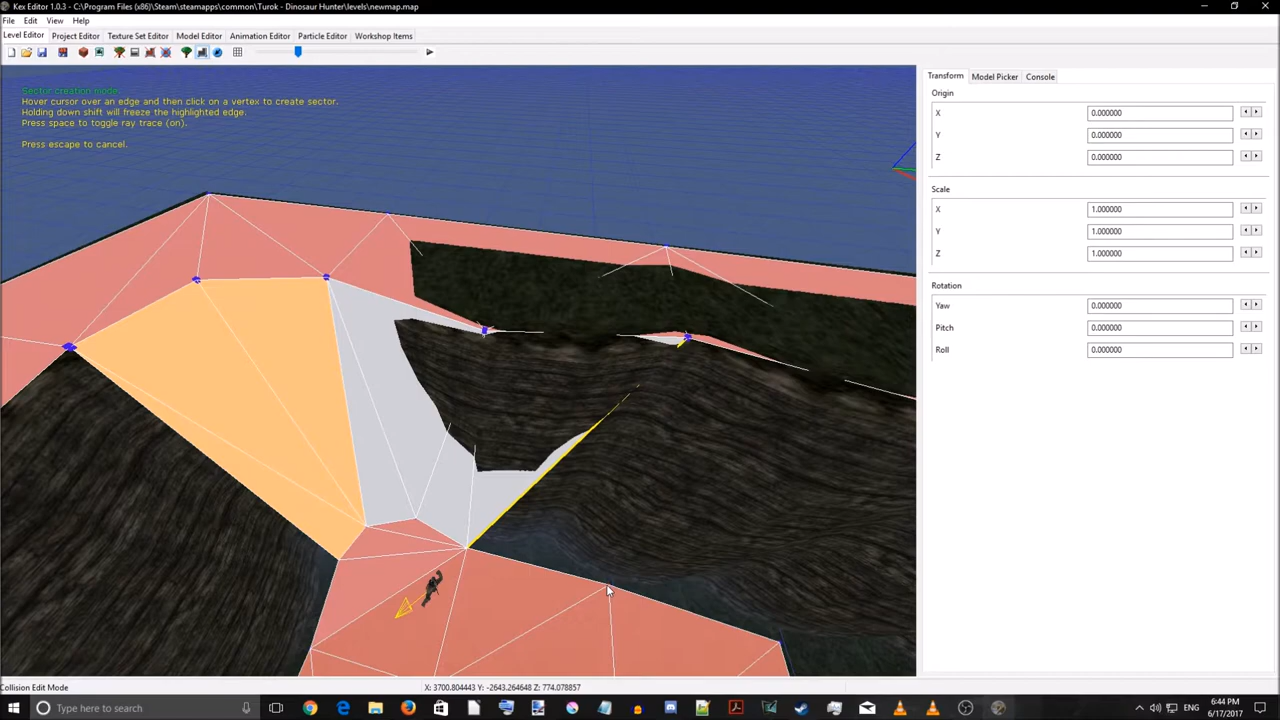 Kex Editor 1.0.3 - C:\Program Files (x86)\Steam\steamapps\common\Turok - Dinosaur Hunter\levels\newmap.map
File Edit View Help
Level Editor Project Editor Texture Set Editor Model Editor Animation Editor Particle Editor Workshop Items
Sector creation mode.
Hover cursor over an edge and then click on a vertex to create sector.
Holding down shift will freeze the highlighted edge.
Press space to toggle ray trace (on).
Press escape to cancel.
Transform Model Picker Console
Origin
X 0.000000
Y 0.000000
Z 0.000000
Scale
X 1.000000
Y 1.000000
Z 1.000000
Rotation
Yaw 0.000000
Pitch 0.000000
Roll 0.000000
Collision Edit Mode X: 3700.804443 Y: -2643.264648 Z: 774.078857
Type here to search
ENG
6:44 PM
6/17/2017